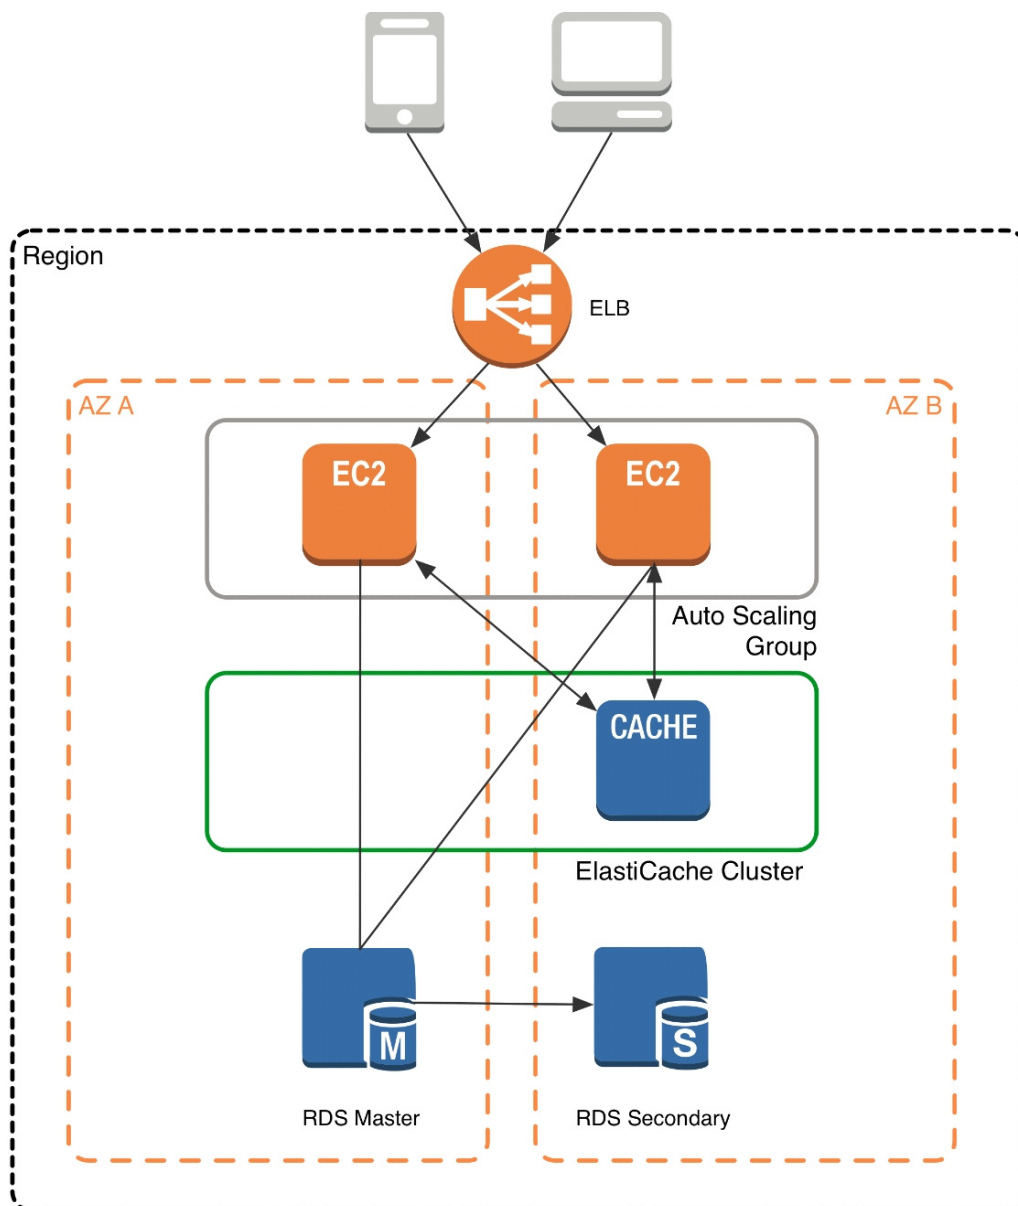 Region
ELB
AZ A
AZ B
EC2
EC2
Auto Scaling
Group
CACHE
ElastiCache Cluster
M
S
RDS Master
RDS Secondary